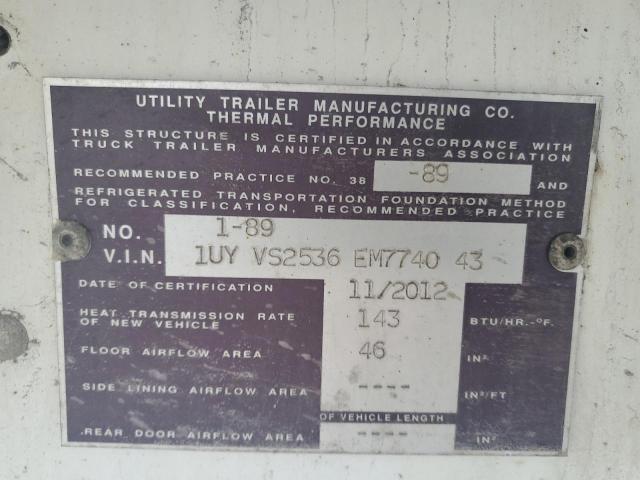 UTILITY TRAILER MANUFACTURING CO.
THERMAL PERFORMANCE
THIS STRUCTURE IS CERTIFIED IN ACCORDANCE WITH
TRUCK TRAILER MANUFACTURERS ASSOCIATION
RECOMMENDED PRACTICE NO. 38 -89 AND
REFRIGERATED TRANSPORTATION FOUNDATION METHOD
FOR CLASSIFICATION, RECOMMENDED PRACTICE
NO. 1-89
V.I.N. 1UY VS2536 EM7740 43
DATE OF CERTIFICATION 11/2012
HEAT TRANSMISSION RATE
OF NEW VEHICLE 143 BTU/HR.-°F.
FLOOR AIRFLOW AREA 46 IN²
SIDE LINING AIRFLOW AREA ---- IN²/FT
OF VEHICLE LENGTH
REAR DOOR AIRFLOW AREA ---- IN²